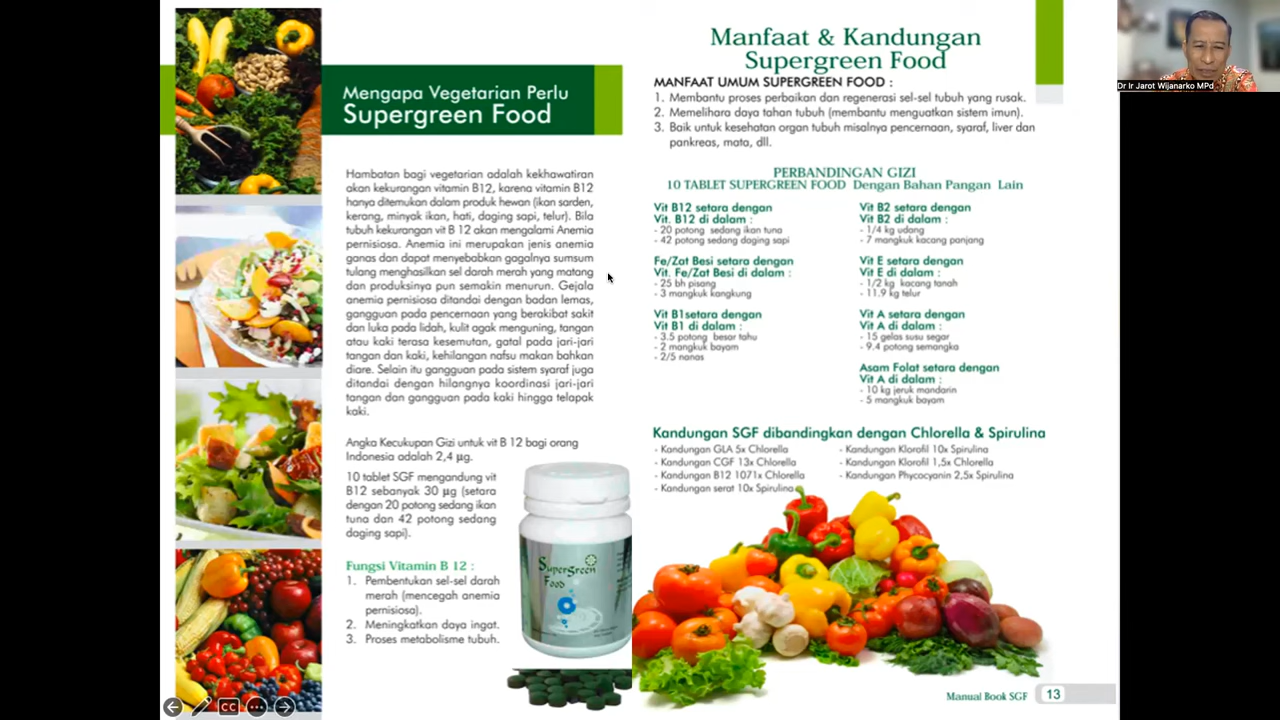 Mengapa Vegetarian Perlu
Supergreen Food
Hambatan bagi vegetarian adalah kekhawatiran
akan kekurangan vitamin B12, karena vitamin B12
hanya ditemukan dalam produk hewan (ikan sarden,
kerang, minyak ikan, hati, daging sapi, telur). Bila
tubuh kekurangan vit B 12 akan mengalami Anemia
pernisiosa. Anemia ini merupakan jenis anemia
ganas dan dapat menyebabkan gagalnya sumsum
tulang menghasilkan sel darah merah yang matang
dan produksinya pun semakin menurun. Gejala
anemia pernisiosa ditandai dengan badan lemas,
gangguan pada pencernaan yang berakibat sakit
dan luka pada lidah, kulit agak menguning, tangan
atau kaki terasa kesemutan, gatal pada jari-jari
tangan dan kaki, kehilangan nafsu makan bahkan
diare. Selain itu gangguan pada sistem syaraf juga
ditandai dengan hilangnya koordinasi jari-jari
tangan dan gangguan pada kaki hingga telapak
kaki.
Angka Kecukupan Gizi untuk vit B 12 bagi orang
Indonesia adalah 2,4 µg.
10 tablet SGF mengandung vit
B12 sebanyak 30 µg (setara
dengan 20 potong sedang ikan
tuna dan 42 potong sedang
daging sapi).
Fungsi Vitamin B 12 :
1. Pembentukan sel-sel darah
merah (mencegah anemia
pernisiosa).
2. Meningkatkan daya ingat.
3. Proses metabolisme tubuh.
SuperGreen
Food
Manfaat & Kandungan
Supergreen Food
MANFAAT UMUM SUPERGREEN FOOD :
1. Membantu proses perbaikan dan regenerasi sel-sel tubuh yang rusak.
2. Memelihara daya tahan tubuh (membantu menguatkan sistem imun).
3. Baik untuk kesehatan organ tubuh misalnya pencernaan, syaraf, liver dan
pankreas, mata, dll.
PERBANDINGAN GIZI
10 TABLET SUPERGREEN FOOD Dengan Bahan Pangan Lain
Vit B12 setara dengan
Vit. B12 di dalam :
- 20 potong sedang ikan tuna
- 42 potong sedang daging sapi
Fe/Zat Besi setara dengan
Vit. Fe/Zat Besi di dalam :
- 25 bh pisang
- 3 mangkuk kangkung
Vit B1setara dengan
Vit B1 di dalam :
- 3.5 potong besar tahu
- 2 mangkuk bayam
- 2/5 nanas
Vit B2 setara dengan
Vit B2 di dalam :
- 1/4 kg udang
- 7 mangkuk kacang panjang
Vit E setara dengan
Vit E di dalam :
- 1/2 kg kacang tanah
- 11.9 kg telur
Vit A setara dengan
Vit A di dalam :
- 15 gelas susu segar
- 9.4 potong semangka
Asam Folat setara dengan
Vit A di dalam :
- 10 kg jeruk mandarin
- 5 mangkuk bayam
Kandungan SGF dibandingkan dengan Chlorella & Spirulina
- Kandungan GLA 5x Chlorella
- Kandungan CGF 13x Chlorella
- Kandungan B12 1071x Chlorella
- Kandungan serat 10x Spirulina
- Kandungan Klorofil 10x Spirulina
- Kandungan Klorofil 1,5x Chlorella
- Kandungan Phycocyanin 2,5x Spirulina
Manual Book SGF 13
Dr Ir Jarot Wijanarko MPd
CC